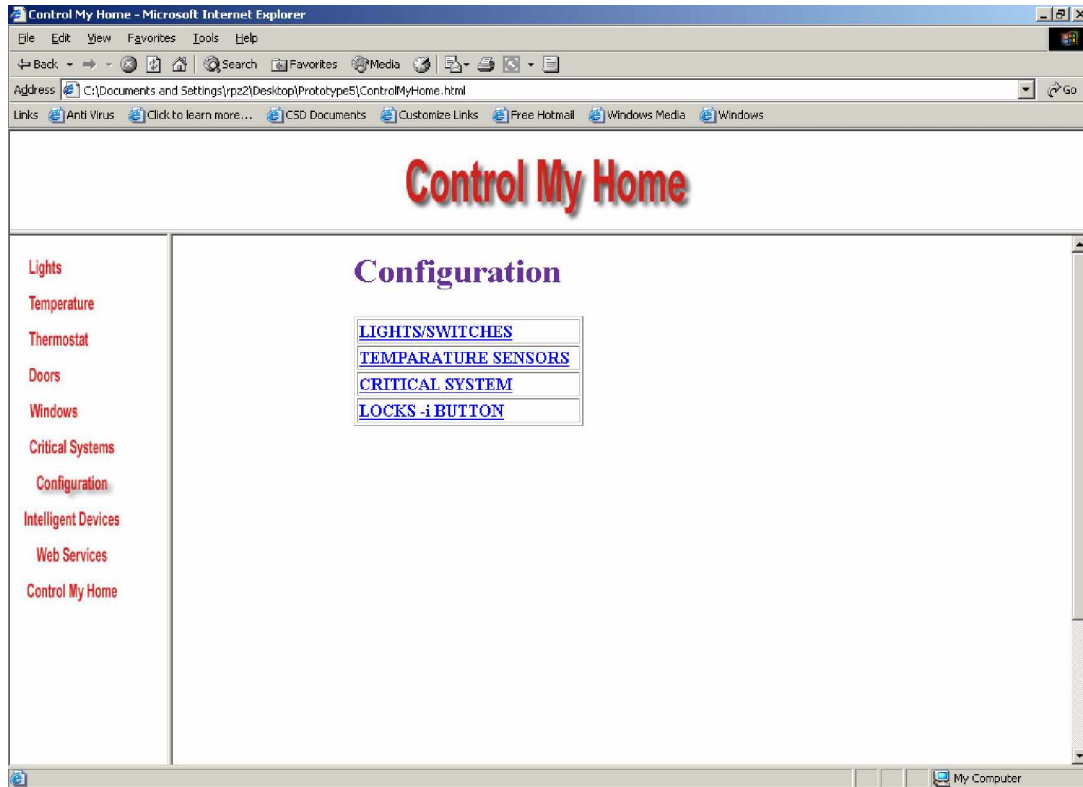 Control My Home - Microsoft Internet Explorer
File Edit View Favorites Tools Help
Back Search Favorites Media
Address C:\Documents and Settings\rpz2\Desktop\Prototype5\ControlMyHome.html Go
Links Anti Virus Click to learn more... CSD Documents Customize Links Free Hotmail Windows Media Windows
Control My Home
Lights
Temperature
Thermostat
Doors
Windows
Critical Systems
Configuration
Intelligent Devices
Web Services
Control My Home
Configuration
LIGHTS/SWITCHES
TEMPARATURE SENSORS
CRITICAL SYSTEM
LOCKS -i BUTTON
My Computer